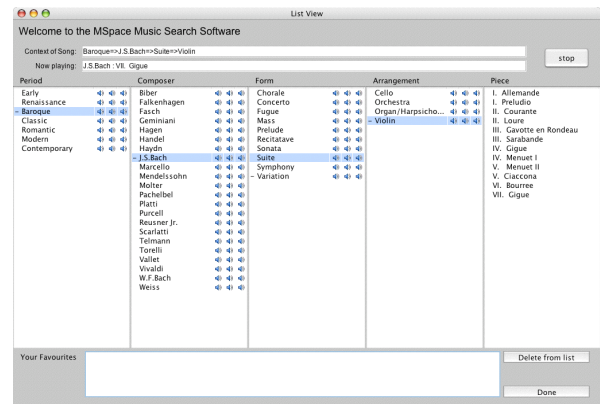 List View
Welcome to the MSpace Music Search Software
Context of Song: Baroque=>J.S.Bach=>Suite=>Violin
Now playing: J.S.Bach : VII. Gigue
stop
Period
Early
Renaissance
- Baroque
Classic
Romantic
Modern
Contemporary
Composer
Biber
Falkenhagen
Fasch
Geminiani
Hagen
Handel
Haydn
- J.S.Bach
Marcello
Mendelssohn
Molter
Pachelbel
Platti
Purcell
Reusner Jr.
Scarlatti
Telmann
Torelli
Vallet
Vivaldi
W.F.Bach
Weiss
Form
Chorale
Concerto
Fugue
Mass
Prelude
Recitatave
Sonata
Suite
Symphony
- Variation
Arrangement
Cello
Orchestra
Organ/Harpsicho...
- Violin
Piece
I. Allemande
I. Preludio
II. Courante
II. Loure
III. Gavotte en Rondeau
III. Sarabande
IV. Gigue
IV. Menuet I
V. Menuet II
V. Ciaccona
VI. Bourree
VII. Gigue
Your Favourites
Delete from list
Done